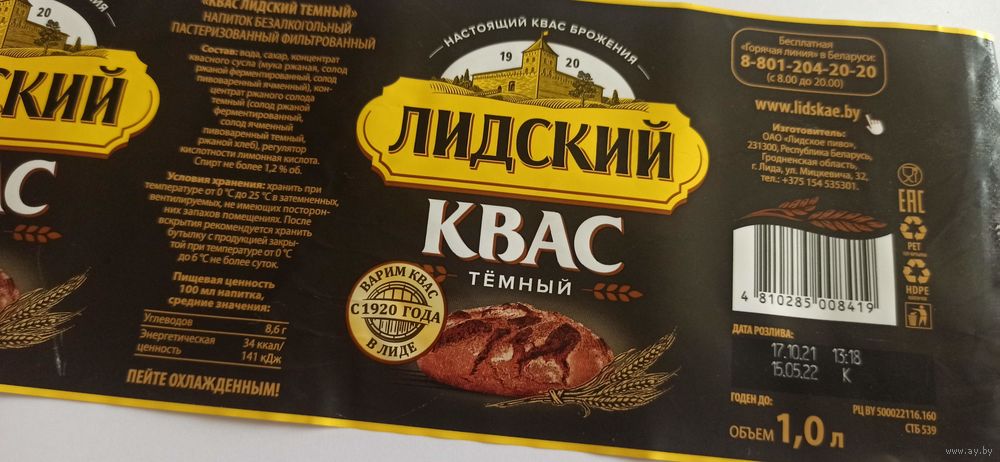 20
БРОЖЕНИЯ
СКИЙ
АС
«КВАС ЛИДСКИЙ ТЕМНЫЙ»
НАПИТОК БЕЗАЛКОГОЛЬНЫЙ
ПАСТЕРИЗОВАННЫЙ ФИЛЬТРОВАННЫЙ
Состав: вода, сахар, концентрат
квасного сусла (мука ржаная, солод
ржаной ферментированный, солод
пивоваренный ячменный), кон-
центрат ржаного солода
темный (солод ржаной
ферментированный,
солод ячменный
пивоваренный темный,
ржаной хлеб), регулятор
кислотности лимонная кислота.
Спирт не более 1,2 % об.
Условия хранения: хранить при
температуре от 0 °С до 25 °С в затемненных,
вентилируемых, не имеющих посторон-
них запахов помещениях. После
вскрытия рекомендуется хранить
бутылку с продукцией закры-
той при температуре от 0 °С
до 6 °С не более суток.
Пищевая ценность
100 мл напитка,
средние значения:
Углеводов 8,6 г
Энергетическая 34 ккал/
ценность 141 кДж
ПЕЙТЕ ОХЛАЖДЕННЫМ!
НАСТОЯЩИЙ КВАС БРОЖЕНИЯ
19 20
ЛИДСКИЙ
КВАС
ТЁМНЫЙ
ВАРИМ КВАС
С 1920 ГОДА
В ЛИДЕ
Бесплатная
«Горячая линия» в Беларуси:
8-801-204-20-20
(с 8.00 до 20.00)
www.lidskae.by
Изготовитель:
ОАО «Лидское пиво»,
231300, Республика Беларусь,
Гродненская область,
г. Лида, ул. Мицкевича, 32,
тел.: +375 154 535301.
EAC
PET
HDPE
4 810285 008419
ДАТА РОЗЛИВА:
17.10.21 13:18
15.05.22 К
ГОДЕН ДО:
РЦ BY 500022116.160
СТБ 539
ОБЪЕМ 1,0 л
www.ay.by